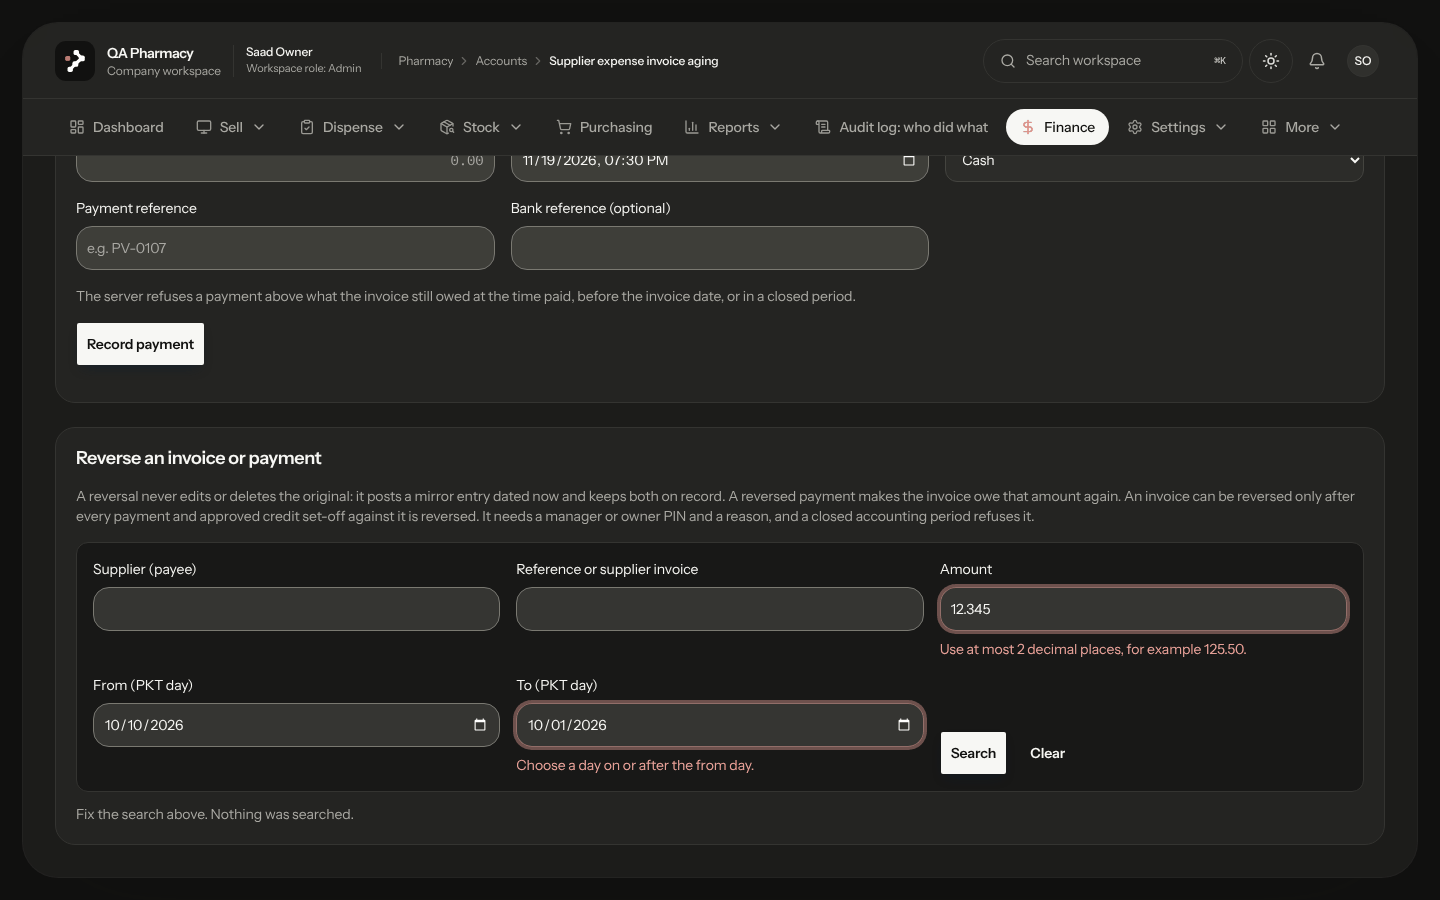 QA Pharmacy
Company workspace
Saad Owner
Workspace role: Admin
Pharmacy > Accounts > Supplier expense invoice aging
Search workspace ⌘K
SO
Dashboard Sell Dispense Stock Purchasing Reports Audit log: who did what Finance Settings More
0.00 11/19/2026, 07:30 PM Cash
Payment reference Bank reference (optional)
e.g. PV-0107
The server refuses a payment above what the invoice still owed at the time paid, before the invoice date, or in a closed period.
Record payment
Reverse an invoice or payment
A reversal never edits or deletes the original: it posts a mirror entry dated now and keeps both on record. A reversed payment makes the invoice owe that amount again. An invoice can be reversed only after
every payment and approved credit set-off against it is reversed. It needs a manager or owner PIN and a reason, and a closed accounting period refuses it.
Supplier (payee) Reference or supplier invoice Amount
12.345
Use at most 2 decimal places, for example 125.50.
From (PKT day) To (PKT day)
10/10/2026 10/01/2026
Search Clear
Choose a day on or after the from day.
Fix the search above. Nothing was searched.